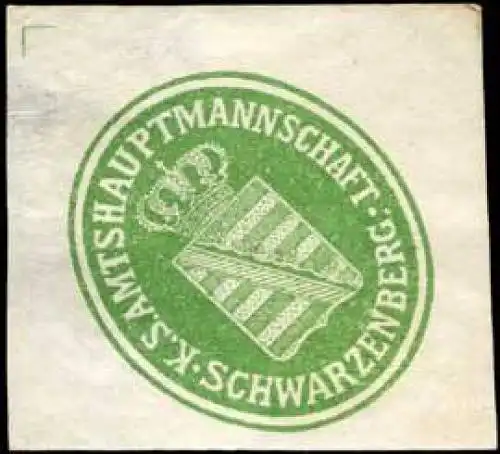 K. S. AMTSHAUPTMANNSCHAFT:
SCHWARZENBERG.